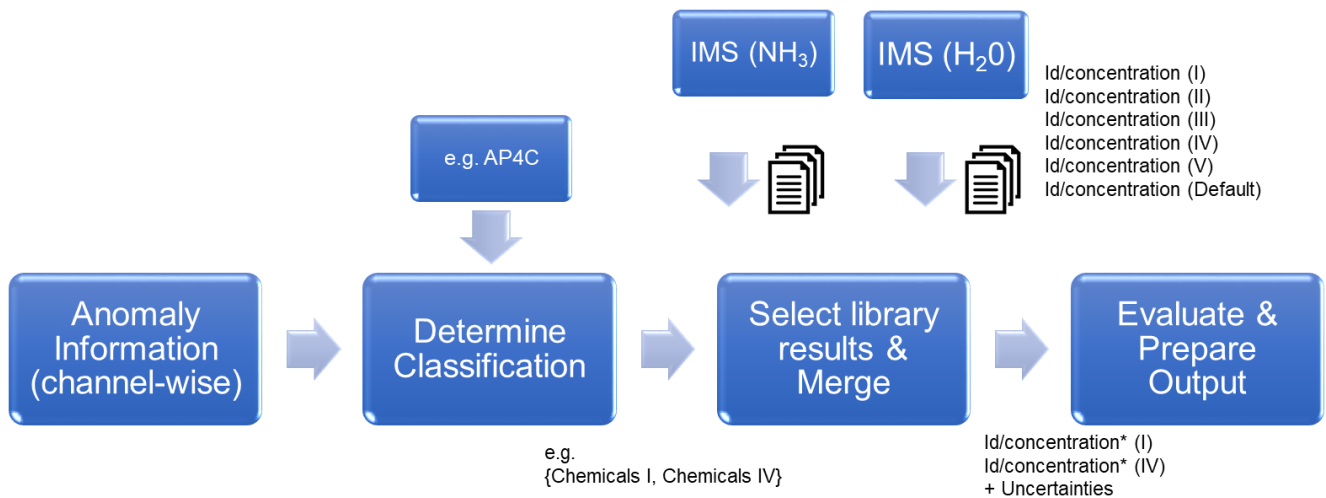 IMS (NH₃)
IMS (H₂0)
Id/concentration (I)
Id/concentration (II)
Id/concentration (III)
Id/concentration (IV)
Id/concentration (V)
Id/concentration (Default)
e.g. AP4C
Anomaly
Information
(channel-wise)
Determine
Classification
Select library
results &
Merge
Evaluate &
Prepare
Output
e.g.
{Chemicals I, Chemicals IV}
Id/concentration* (I)
Id/concentration* (IV)
+ Uncertainties